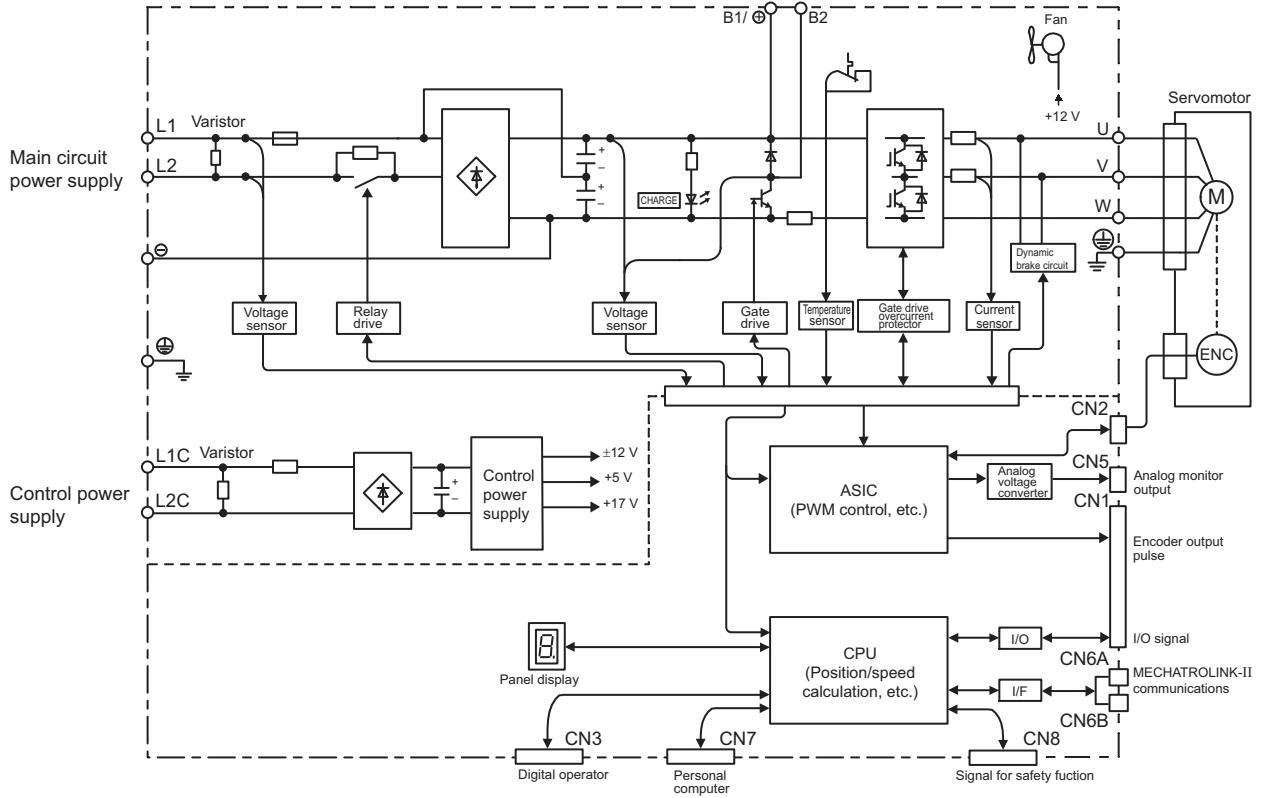 B1/ ⊕
B2
Fan
+12 V
Servomotor
Main circuit
power supply
L1
Varistor
L2
+
–
+
–
CHARGE
U
V
W
M
⊖
Dynamic
brake circuit
Voltage
sensor
Relay
drive
Voltage
sensor
Gate
drive
Temperature
sensor
Gate drive
overcurrent
protector
Current
sensor
ENC
CN2
Control power
supply
L1C
Varistor
L2C
+
–
Control
power
supply
±12 V
+5 V
+17 V
ASIC
(PWM control, etc.)
Analog
voltage
converter
CN5
Analog monitor
output
CN1
Encoder output
pulse
8.
Panel display
CPU
(Position/speed
calculation, etc.)
I/O
I/O signal
CN6A
I/F
MECHATROLINK-II
communications
CN6B
CN3
Digital operator
CN7
Personal
computer
CN8
Signal for safety fuction